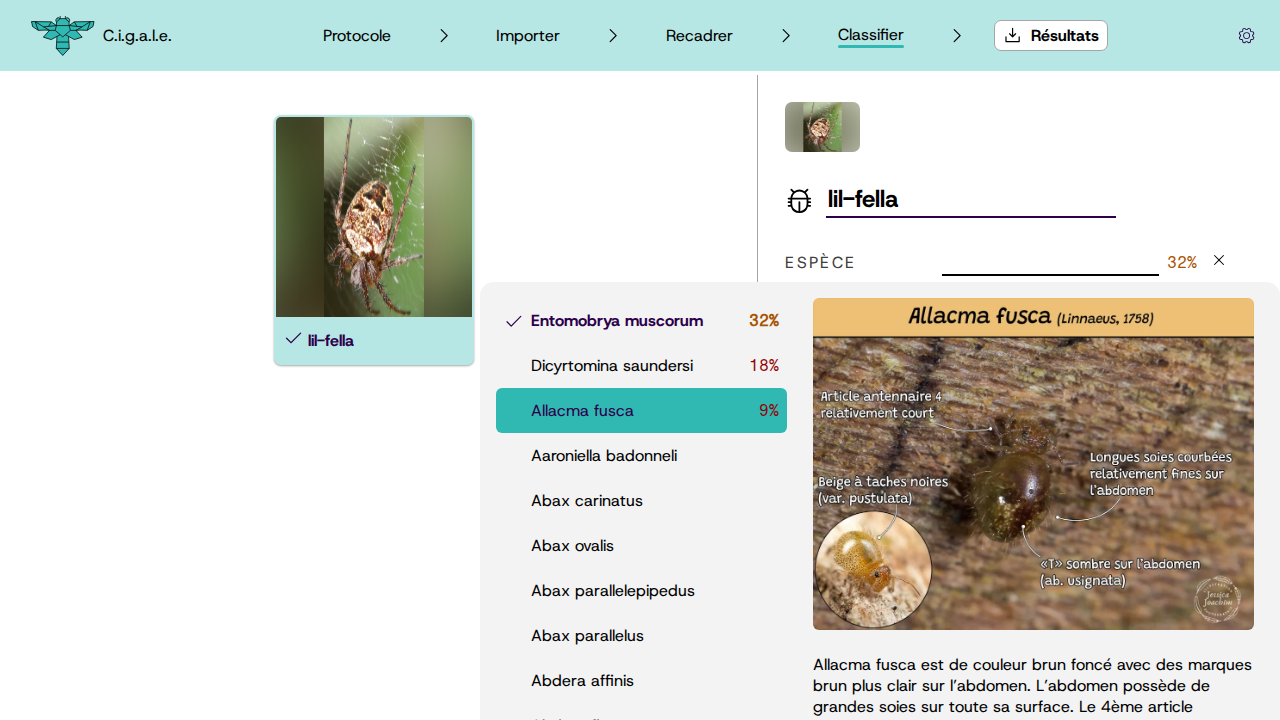 C.i.g.a.l.e.
Protocole
Importer
Recadrer
Classifier
Résultats
lil-fella
lil-fella
ESPÈCE
32%
Entomobrya muscorum 32%
Dicyrtomina saundersi 18%
Allacma fusca 9%
Aaroniella badonneli
Abax carinatus
Abax ovalis
Abax parallelepipedus
Abax parallelus
Abdera affinis
Allacma fusca (Linnaeus, 1758)
Article antennaire 4
relativement court
Longues soies courbées
relativement fines sur
l'abdomen
Beige à taches noires
(var. pustulata)
«T» sombre sur l'abdomen
(ab. usignata)
Jessica
Joachim
Allacma fusca est de couleur brun foncé avec des marques
brun plus clair sur l'abdomen. L'abdomen possède de
grandes soies sur toute sa surface. Le 4ème article